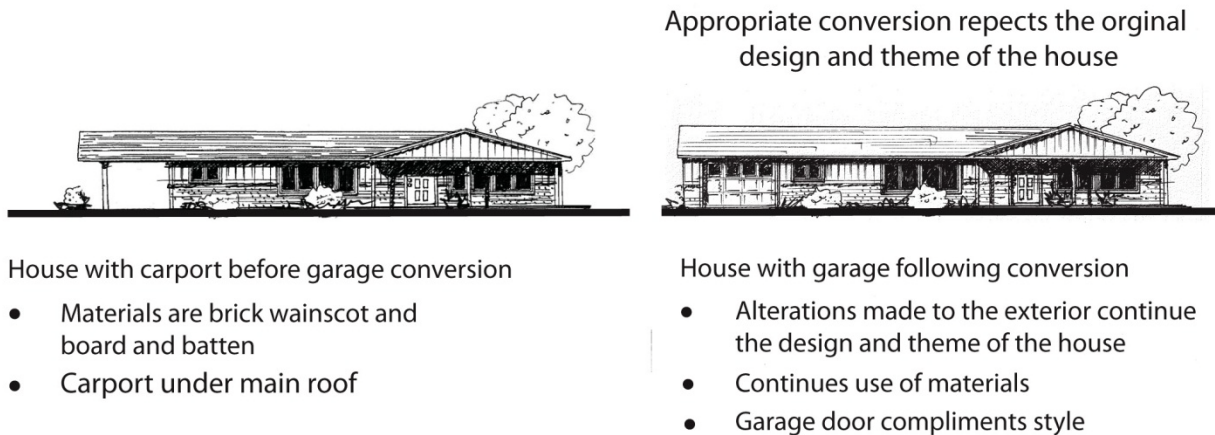 Appropriate conversion repects the orginal
design and theme of the house
House with carport before garage conversion
● Materials are brick wainscot and
board and batten
● Carport under main roof
House with garage following conversion
● Alterations made to the exterior continue
the design and theme of the house
● Continues use of materials
● Garage door compliments style